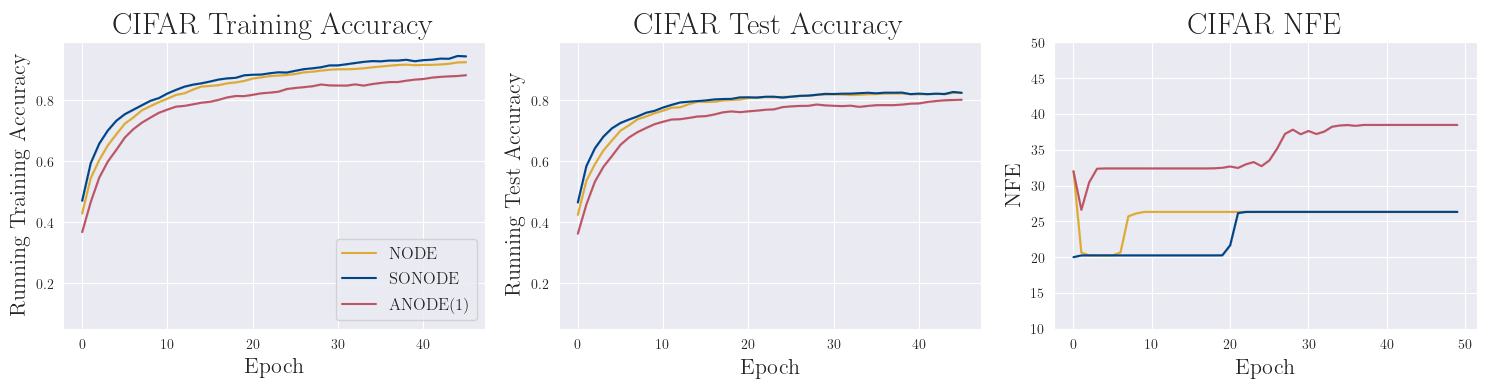 CIFAR Training Accuracy
Running Training Accuracy
0.8
0.6
0.4
0.2
NODE
SONODE
ANODE(1)
0 10 20 30 40
Epoch
CIFAR Test Accuracy
Running Test Accuracy
0.8
0.6
0.4
0.2
0 10 20 30 40
Epoch
CIFAR NFE
NFE
50
45
40
35
30
25
20
15
10
0 10 20 30 40 50
Epoch